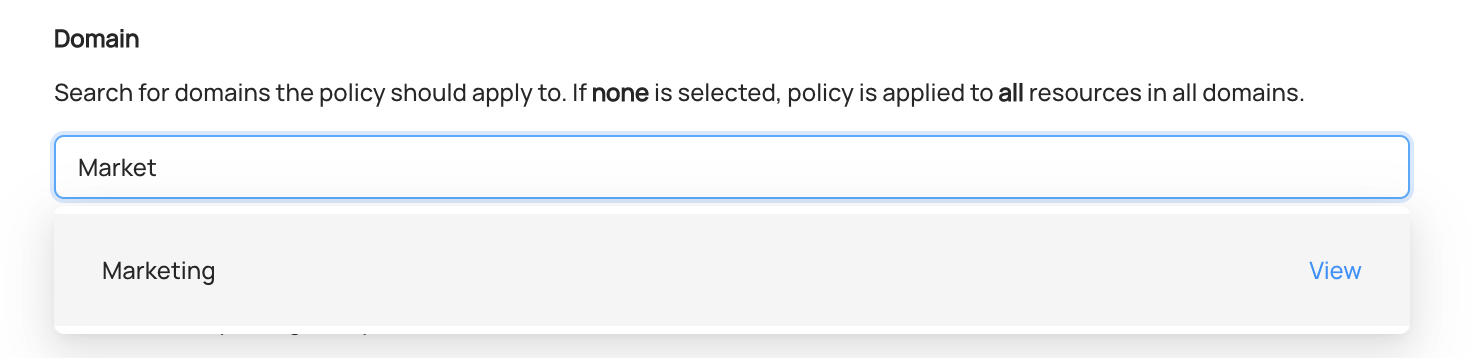 Domain
Search for domains the policy should apply to. If none is selected, policy is applied to all resources in all domains.
Market
Marketing View